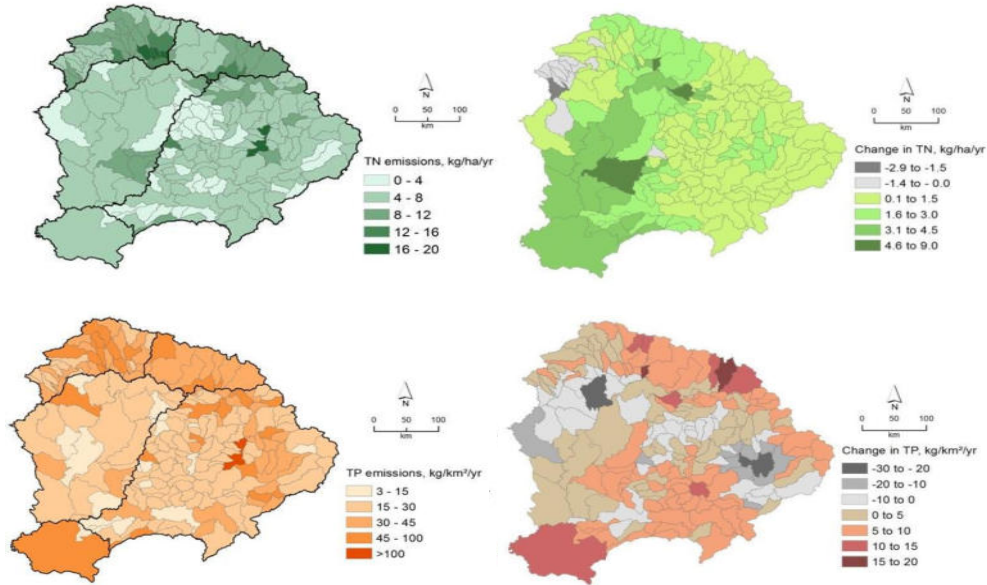 N
0 50 100
km
TN emissions, kg/ha/yr
0 - 4
4 - 8
8 - 12
12 - 16
16 - 20
N
0 50 100
km
Change in TN, kg/ha/yr
-2.9 to -1.5
-1.4 to -0.0
0.1 to 1.5
1.6 to 3.0
3.1 to 4.5
4.6 to 9.0
N
0 50 100
km
TP emissions, kg/km²/yr
3 - 15
15 - 30
30 - 45
45 - 100
>100
N
0 50 100
km
Change in TP, kg/km²/yr
-30 to - 20
-20 to -10
-10 to 0
0 to 5
5 to 10
10 to 15
15 to 20